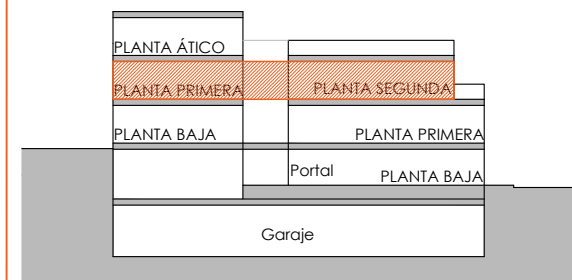 PLANTA ÁTICO
PLANTA PRIMERA PLANTA SEGUNDA
PLANTA BAJA PLANTA PRIMERA
Portal PLANTA BAJA
Garaje